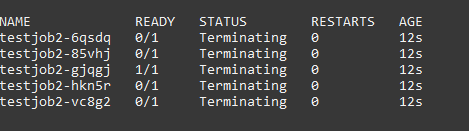 NAME READY STATUS RESTARTS AGE
testjob2-6qsdq 0/1 Terminating 0 12s
testjob2-85vhj 0/1 Terminating 0 12s
testjob2-gjqgj 1/1 Terminating 0 12s
testjob2-hkn5r 0/1 Terminating 0 12s
testjob2-vc8g2 0/1 Terminating 0 12s